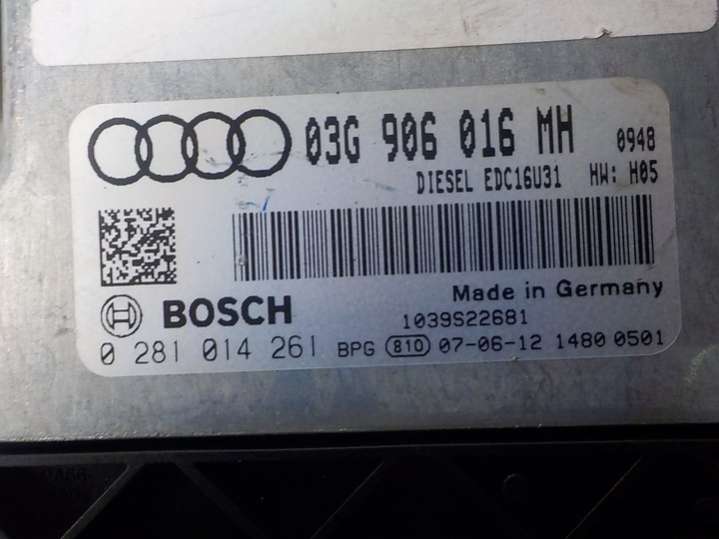 03G 906 016 MH 0948
DIESEL EDC16U31 HW: H05
Made in Germany
BOSCH 1039S22681
0 281 014 261 BPG 810 07-06-12 1480 0501